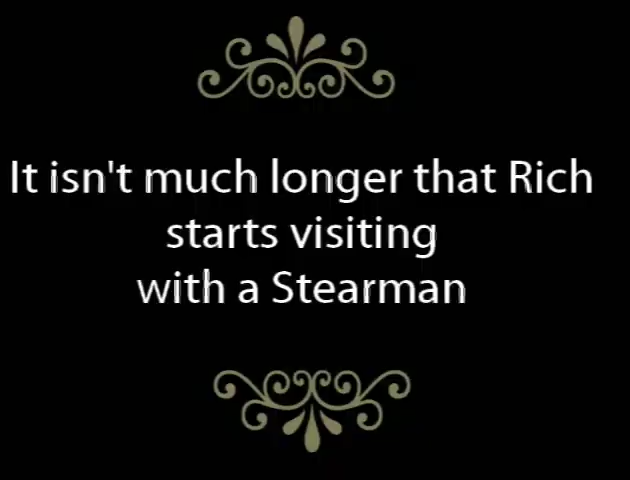 It isn't much longer that Rich
starts visiting
with a Stearman